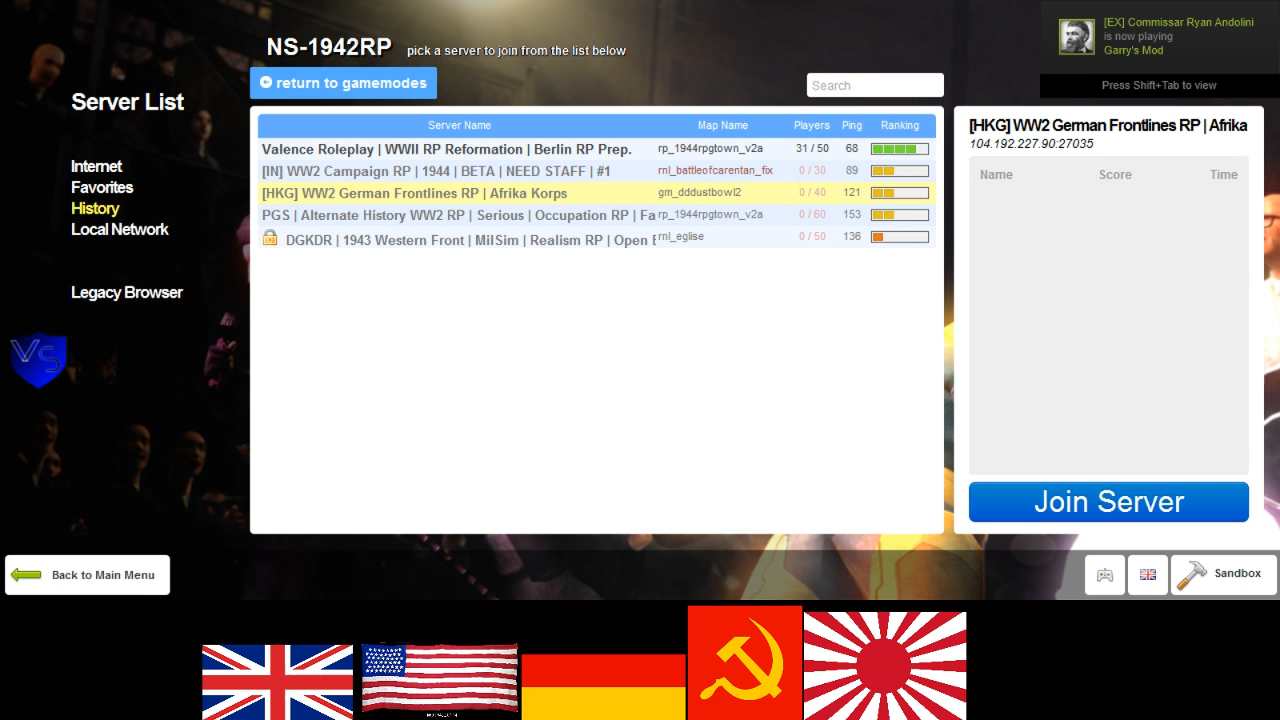 NS-1942RP pick a server to join from the list below
[EX] Commissar Ryan Andolini
is now playing
Garry's Mod
Press Shift+Tab to view
return to gamemodes
Search
Server List
Internet
Favorites
History
Local Network
Legacy Browser
VS
Server Name Map Name Players Ping Ranking
Valence Roleplay | WWII RP Reformation | Berlin RP Prep. rp_1944rpgtown_v2a 31 / 50 68
[IN] WW2 Campaign RP | 1944 | BETA | NEED STAFF | #1 rnl_battleofcarentan_fix 0 / 30 89
[HKG] WW2 German Frontlines RP | Afrika Korps gm_dddustbowl2 0 / 40 121
PGS | Alternate History WW2 RP | Serious | Occupation RP | Fa rp_1944rpgtown_v2a 0 / 60 153
DGKDR | 1943 Western Front | MilSim | Realism RP | Open rnl_eglise 0 / 50 136
[HKG] WW2 German Frontlines RP | Afrika
104.192.227.90:27035
Name Score Time
Join Server
Back to Main Menu
Sandbox